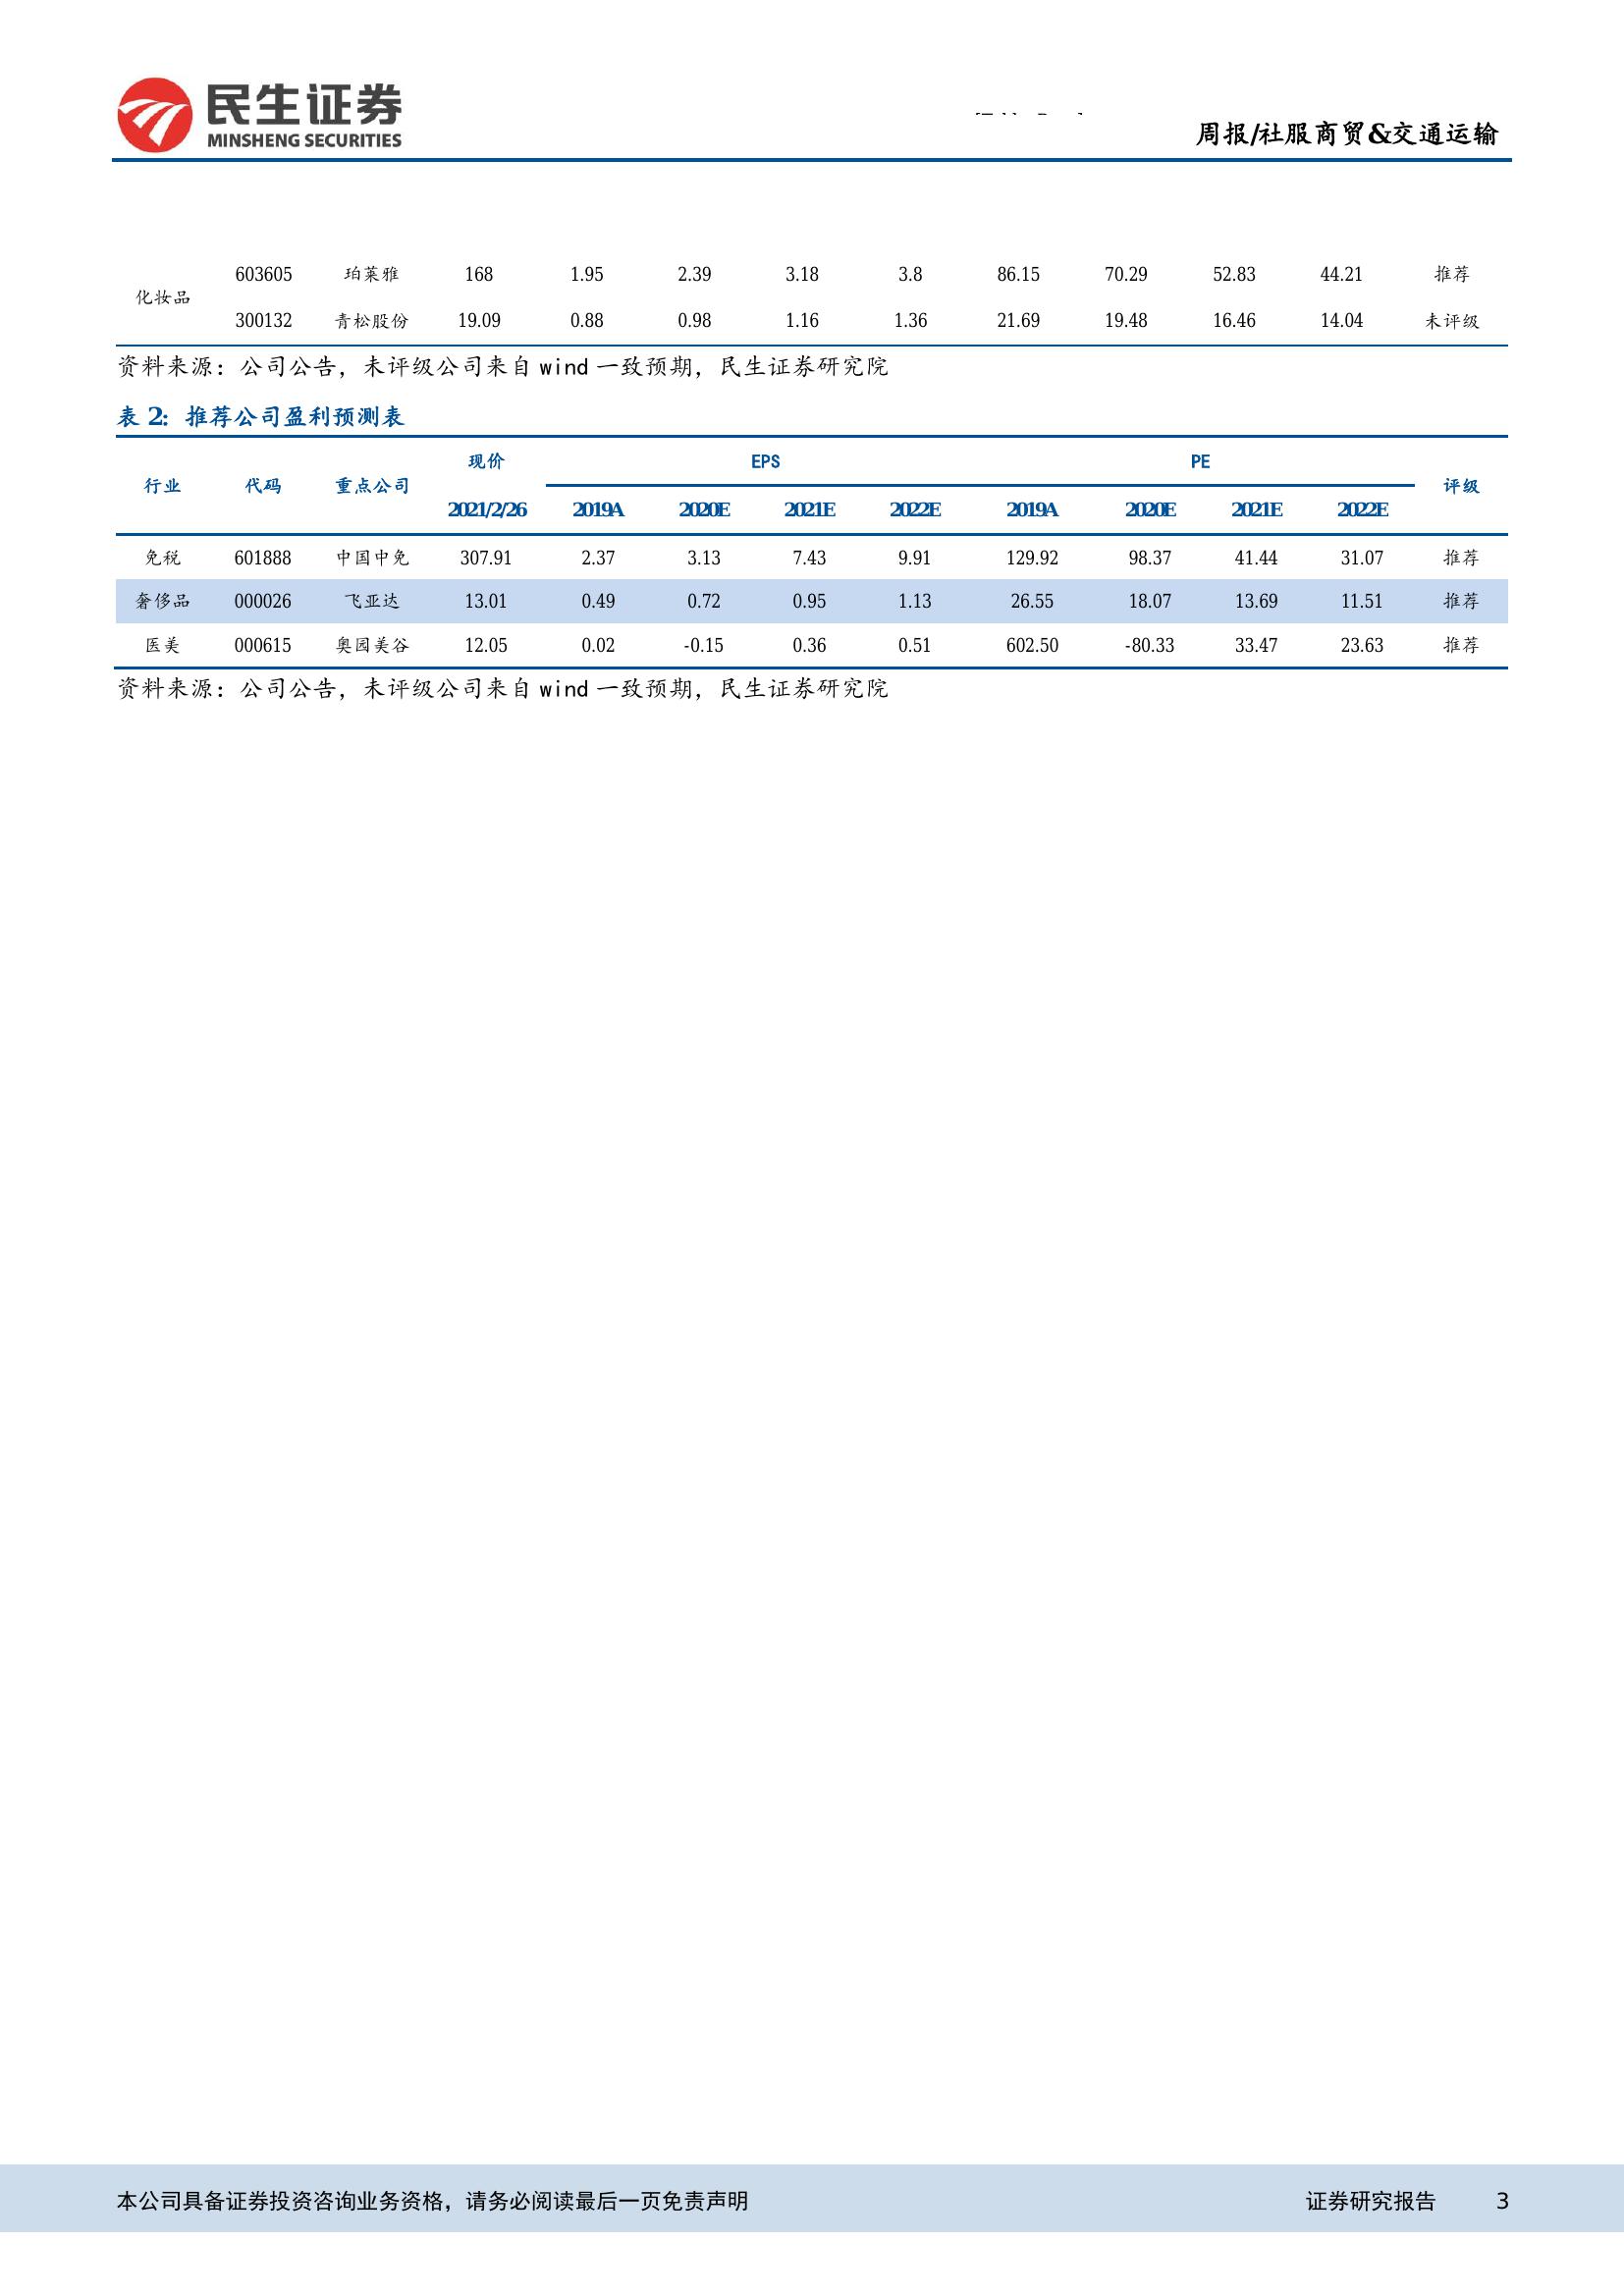 民生证券
MINSHENG SECURITIES
周报/社服商贸&交通运输
化妆品 603605 珀莱雅 168 1.95 2.39 3.18 3.8 86.15 70.29 52.83 44.21 推荐
300132 青松股份 19.09 0.88 0.98 1.16 1.36 21.69 19.48 16.46 14.04 未评级
资料来源：公司公告，未评级公司来自 wind 一致预期，民生证券研究院
表 2：推荐公司盈利预测表
行业 代码 重点公司 现价 EPS PE 评级
2021/2/26 2019A 2020E 2021E 2022E 2019A 2020E 2021E 2022E
免税 601888 中国中免 307.91 2.37 3.13 7.43 9.91 129.92 98.37 41.44 31.07 推荐
奢侈品 000026 飞亚达 13.01 0.49 0.72 0.95 1.13 26.55 18.07 13.69 11.51 推荐
医美 000615 奥园美谷 12.05 0.02 -0.15 0.36 0.51 602.50 -80.33 33.47 23.63 推荐
资料来源：公司公告，未评级公司来自 wind 一致预期，民生证券研究院
本公司具备证券投资咨询业务资格，请务必阅读最后一页免责声明 证券研究报告 3